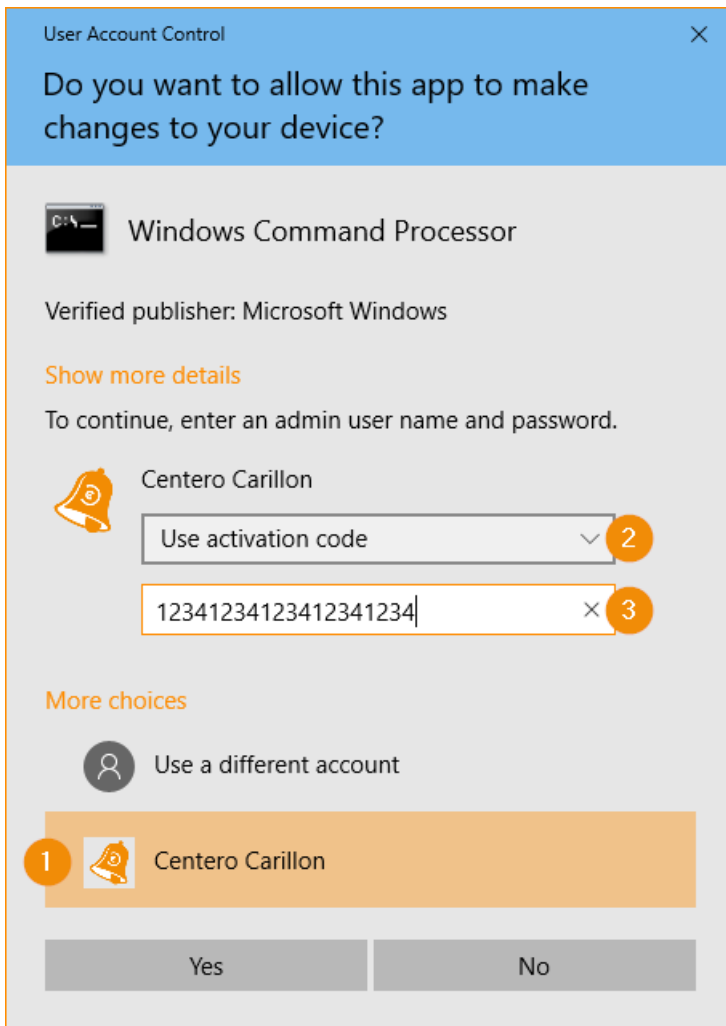 User Account Control
Do you want to allow this app to make
changes to your device?
C:\_
Windows Command Processor
Verified publisher: Microsoft Windows
Show more details
To continue, enter an admin user name and password.
Centero Carillon
Use activation code
2
12341234123412341234
3
More choices
Use a different account
1
Centero Carillon
Yes
No